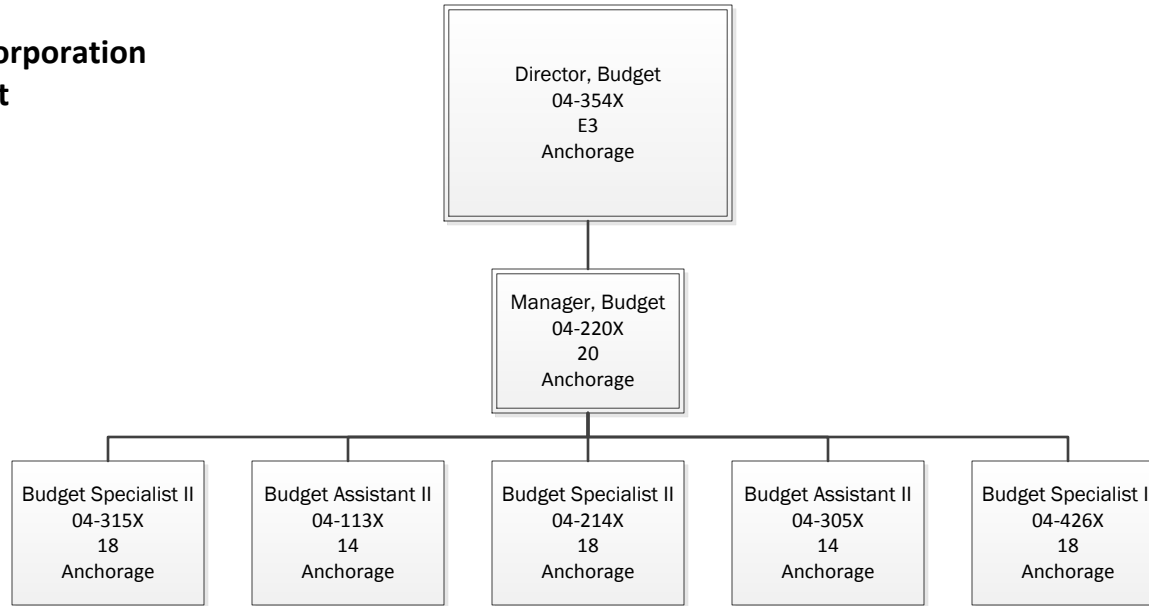 orporation
t
Director, Budget
04-354X
E3
Anchorage
Manager, Budget
04-220X
20
Anchorage
Budget Specialist II
04-315X
18
Anchorage
Budget Assistant II
04-113X
14
Anchorage
Budget Specialist II
04-214X
18
Anchorage
Budget Assistant II
04-305X
14
Anchorage
Budget Specialist I
04-426X
18
Anchorage